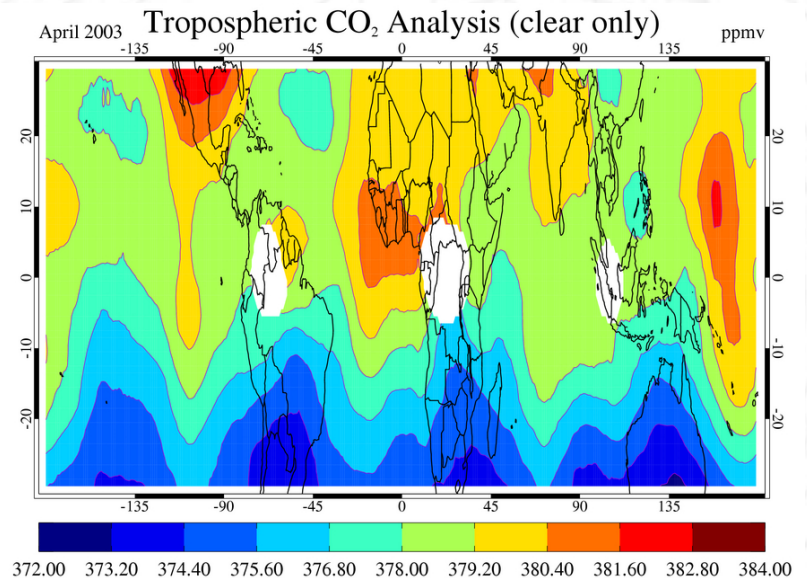 Tropospheric CO₂ Analysis (clear only)
April 2003
ppmv
-135 -90 -45 0 45 90 135
20 20
10 10
0 0
-10 -10
-20 -20
-135 -90 -45 0 45 90 135
372.00 373.20 374.40 375.60 376.80 378.00 379.20 380.40 381.60 382.80 384.00